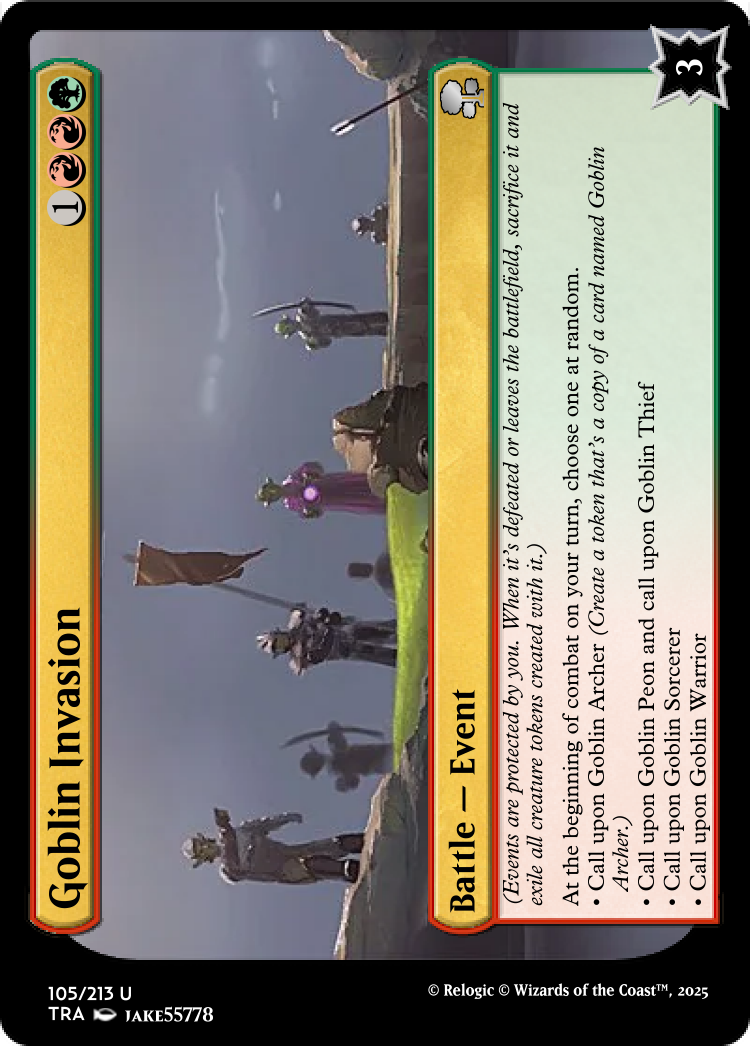 Goblin Invasion
1
Battle — Event
3
(Events are protected by you. When it's defeated or leaves the battlefield, sacrifice it and
exile all creature tokens created with it.)
At the beginning of combat on your turn, choose one at random.
• Call upon Goblin Archer (Create a token that's a copy of a card named Goblin
Archer.)
• Call upon Goblin Peon and call upon Goblin Thief
• Call upon Goblin Sorcerer
• Call upon Goblin Warrior
105/213 U
TRA JAKE55778
© Relogic © Wizards of the Coast™, 2025